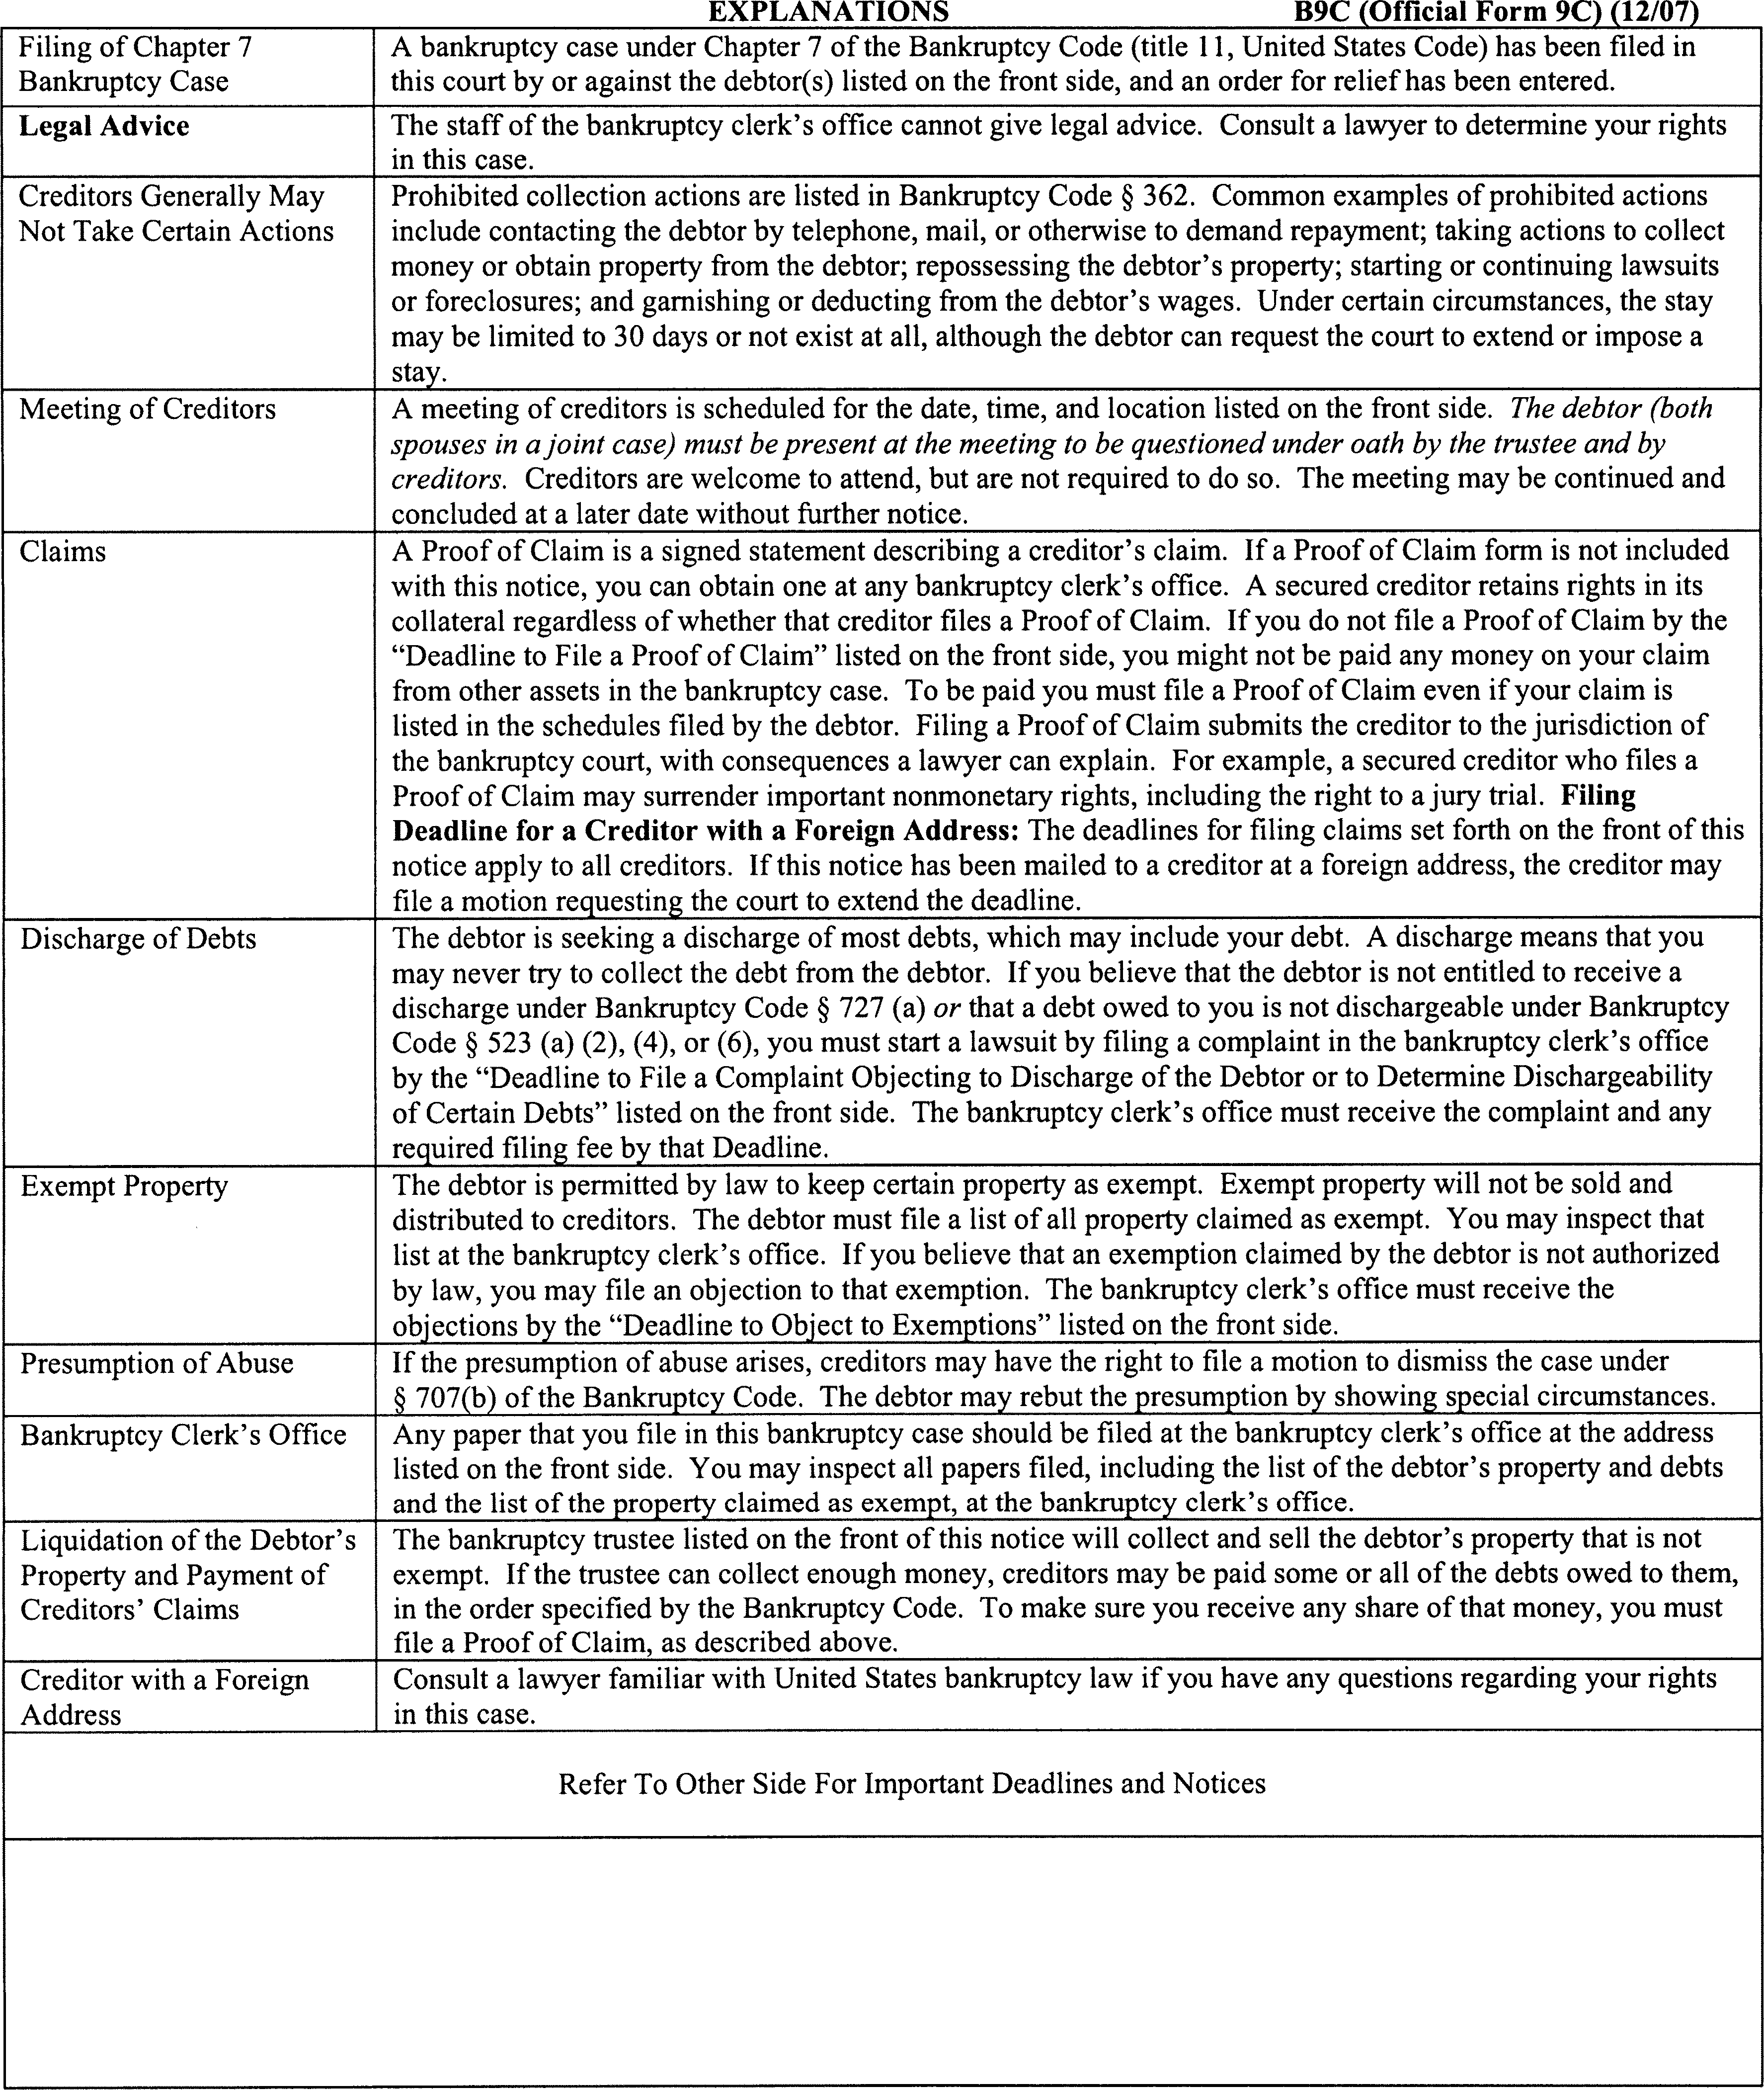 EXPLANATIONS B9C (Official Form 9C) (12/07)
Filing of Chapter 7
Bankruptcy Case
A bankruptcy case under Chapter 7 of the Bankruptcy Code (title 11, United States Code) has been filed in
this court by or against the debtor(s) listed on the front side, and an order for relief has been entered.
Legal Advice
The staff of the bankruptcy clerk's office cannot give legal advice. Consult a lawyer to determine your rights
in this case.
Creditors Generally May
Not Take Certain Actions
Prohibited collection actions are listed in Bankruptcy Code § 362. Common examples of prohibited actions
include contacting the debtor by telephone, mail, or otherwise to demand repayment; taking actions to collect
money or obtain property from the debtor; repossessing the debtor's property; starting or continuing lawsuits
or foreclosures; and garnishing or deducting from the debtor's wages. Under certain circumstances, the stay
may be limited to 30 days or not exist at all, although the debtor can request the court to extend or impose a
stay.
Meeting of Creditors
A meeting of creditors is scheduled for the date, time, and location listed on the front side. The debtor (both
spouses in a joint case) must be present at the meeting to be questioned under oath by the trustee and by
creditors. Creditors are welcome to attend, but are not required to do so. The meeting may be continued and
concluded at a later date without further notice.
Claims
A Proof of Claim is a signed statement describing a creditor's claim. If a Proof of Claim form is not included
with this notice, you can obtain one at any bankruptcy clerk's office. A secured creditor retains rights in its
collateral regardless of whether that creditor files a Proof of Claim. If you do not file a Proof of Claim by the
“Deadline to File a Proof of Claim” listed on the front side, you might not be paid any money on your claim
from other assets in the bankruptcy case. To be paid you must file a Proof of Claim even if your claim is
listed in the schedules filed by the debtor. Filing a Proof of Claim submits the creditor to the jurisdiction of
the bankruptcy court, with consequences a lawyer can explain. For example, a secured creditor who files a
Proof of Claim may surrender important nonmonetary rights, including the right to a jury trial. Filing
Deadline for a Creditor with a Foreign Address: The deadlines for filing claims set forth on the front of this
notice apply to all creditors. If this notice has been mailed to a creditor at a foreign address, the creditor may
file a motion requesting the court to extend the deadline.
Discharge of Debts
The debtor is seeking a discharge of most debts, which may include your debt. A discharge means that you
may never try to collect the debt from the debtor. If you believe that the debtor is not entitled to receive a
discharge under Bankruptcy Code § 727 (a) or that a debt owed to you is not dischargeable under Bankruptcy
Code § 523 (a) (2), (4), or (6), you must start a lawsuit by filing a complaint in the bankruptcy clerk's office
by the “Deadline to File a Complaint Objecting to Discharge of the Debtor or to Determine Dischargeability
of Certain Debts” listed on the front side. The bankruptcy clerk's office must receive the complaint and any
required filing fee by that Deadline.
Exempt Property
The debtor is permitted by law to keep certain property as exempt. Exempt property will not be sold and
distributed to creditors. The debtor must file a list of all property claimed as exempt. You may inspect that
list at the bankruptcy clerk's office. If you believe that an exemption claimed by the debtor is not authorized
by law, you may file an objection to that exemption. The bankruptcy clerk's office must receive the
objections by the “Deadline to Object to Exemptions” listed on the front side.
Presumption of Abuse
If the presumption of abuse arises, creditors may have the right to file a motion to dismiss the case under
§ 707(b) of the Bankruptcy Code. The debtor may rebut the presumption by showing special circumstances.
Bankruptcy Clerk's Office
Any paper that you file in this bankruptcy case should be filed at the bankruptcy clerk's office at the address
listed on the front side. You may inspect all papers filed, including the list of the debtor's property and debts
and the list of the property claimed as exempt, at the bankruptcy clerk's office.
Liquidation of the Debtor's
Property and Payment of
Creditors' Claims
The bankruptcy trustee listed on the front of this notice will collect and sell the debtor's property that is not
exempt. If the trustee can collect enough money, creditors may be paid some or all of the debts owed to them,
in the order specified by the Bankruptcy Code. To make sure you receive any share of that money, you must
file a Proof of Claim, as described above.
Creditor with a Foreign
Address
Consult a lawyer familiar with United States bankruptcy law if you have any questions regarding your rights
in this case.
Refer To Other Side For Important Deadlines and Notices